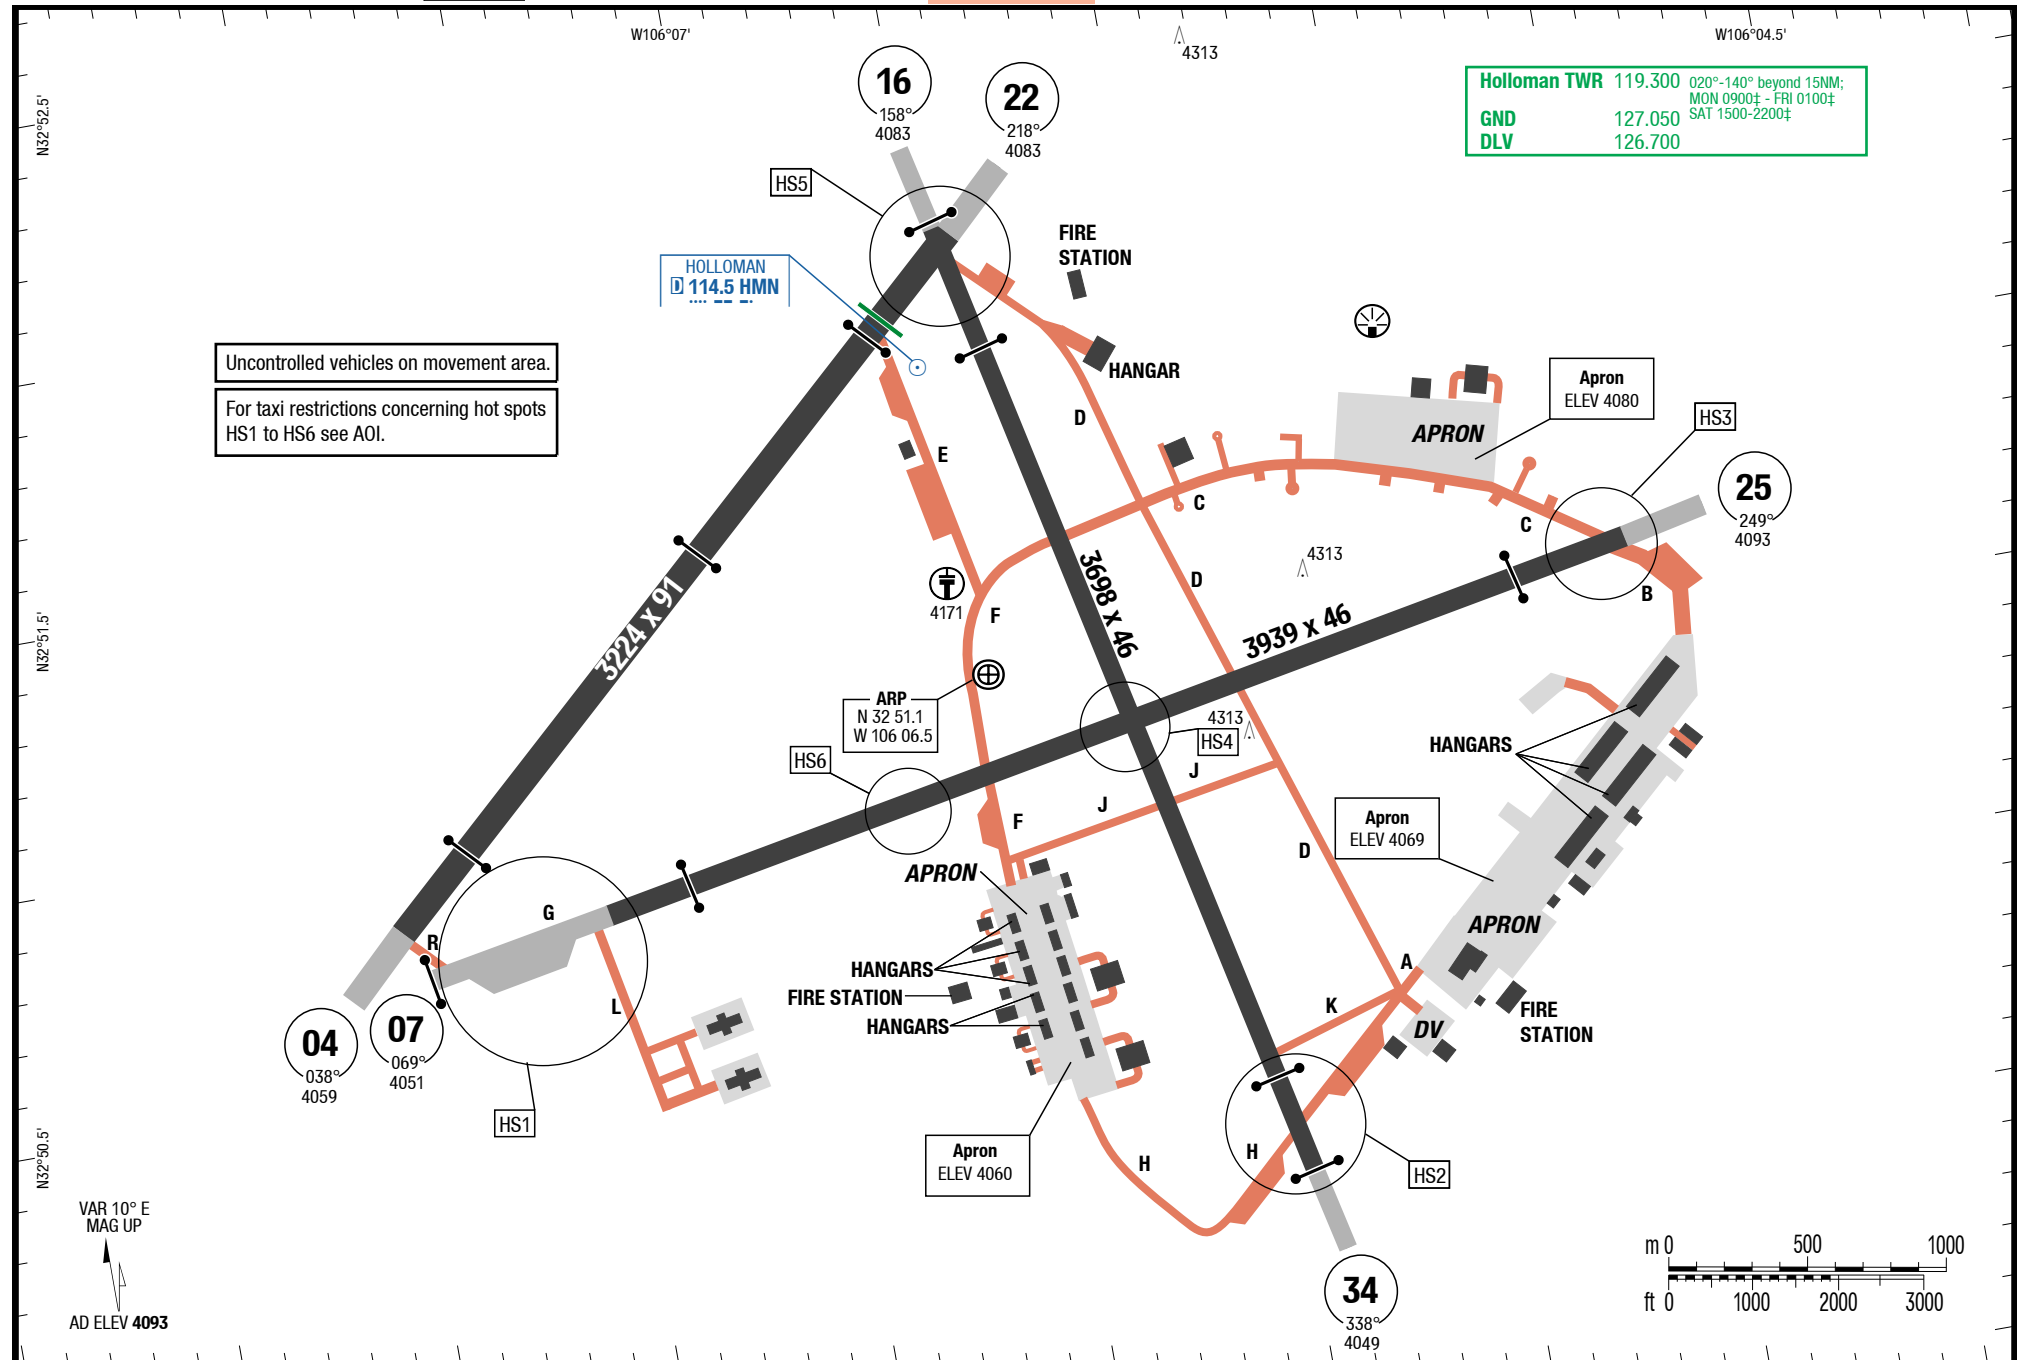 W106°07'
W106°04.5'
4313
16
158°
4083
22
218°
4083
Holloman TWR 119.300 020°-140° beyond 15NM;
MON 0900‡ - FRI 0100‡
GND 127.050 SAT 1500-2200‡
DLV 126.700
N32°52.5'
HS5
FIRE
STATION
HOLLOMAN
D 114.5 HMN
Uncontrolled vehicles on movement area.
For taxi restrictions concerning hot spots
HS1 to HS6 see AOI.
HANGAR
Apron
ELEV 4080
HS3
D
APRON
E
25
249°
4093
C
C
4313
D
3698 x 46
4171
F
B
3224 x 91
3939 x 46
N32°51.5'
ARP
N 32 51.1
W 106 06.5
4313
HS4
HANGARS
HS6
J
J
F
Apron
ELEV 4069
D
APRON
G
APRON
R
A
HANGARS
FIRE STATION
HANGARS
L
K
DV
FIRE
STATION
04
038°
4059
07
069°
4051
HS1
Apron
ELEV 4060
H
H
HS2
N32°50.5'
VAR 10° E
MAG UP
AD ELEV 4093
34
338°
4049
m 0 500 1000
ft 0 1000 2000 3000